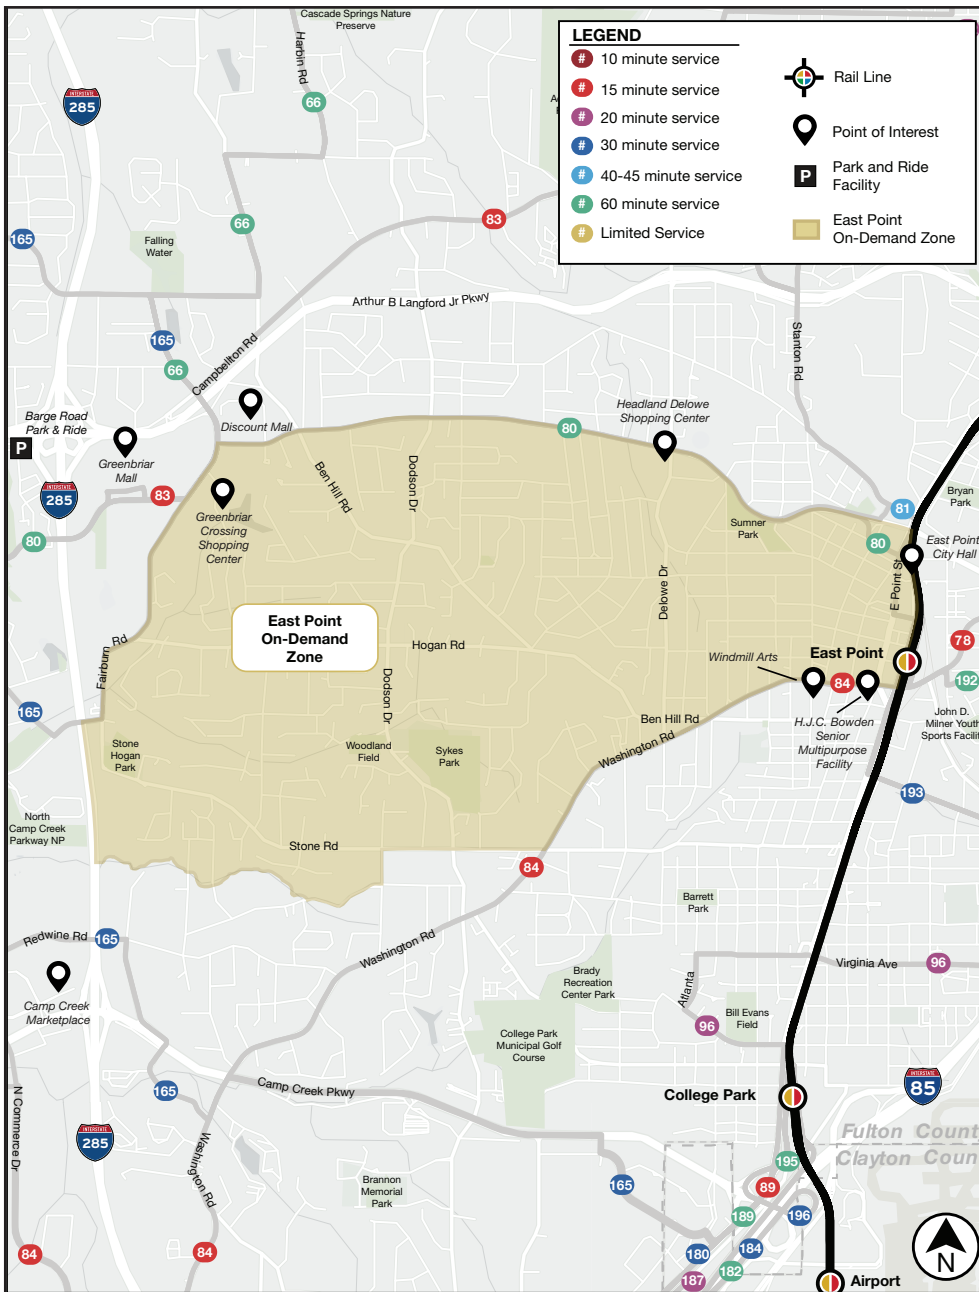 Cascade Springs Nature
Preserve
Harbin Rd
LEGEND
# 10 minute service
# 15 minute service
# 20 minute service
# 30 minute service
# 40-45 minute service
# 60 minute service
# Limited Service
Rail Line
Point of Interest
P Park and Ride
Facility
East Point
On-Demand Zone
INTERSTATE
285
66
66
83
165
Falling
Water
Arthur B Langford Jr Pkwy
165
66
Campbellton Rd
Stanton Rd
Barge Road
Park & Ride
P
Greenbriar
Mall
Discount Mall
Headland Delowe
Shopping Center
80
INTERSTATE
285
83
80
Greenbriar
Crossing
Shopping
Center
Ben Hill Rd
Dodson Dr
Sumner
Park
81
80
Bryan
Park
East Point
City Hall
E Point St
Delowe Dr
East Point
On-Demand
Zone
Hogan Rd
Fairburn Rd
Dodson Dr
Windmill Arts
East Point
84
78
192
H.J.C. Bowden
Senior
Multipurpose
Facility
John D.
Milner Youth
Sports Facilit
165
Ben Hill Rd
Washington Rd
Stone
Hogan
Park
Woodland
Field
Sykes
Park
193
North
Camp Creek
Parkway NP
Stone Rd
84
Barrett
Park
Redwine Rd
165
Washington Rd
Virginia Ave
96
Camp Creek
Marketplace
Brady
Recreation
Center Park
Atlanta
96
Bill Evans
Field
College Park
Municipal Golf
Course
165
Camp Creek Pkwy
College Park
INTERSTATE
85
N Commerce Dr
INTERSTATE
285
Washington Rd
Fulton Count
Clayton Coun
195
Brannon
Memorial
Park
165
89
189
196
84
84
180
184
182
187
Airport
N